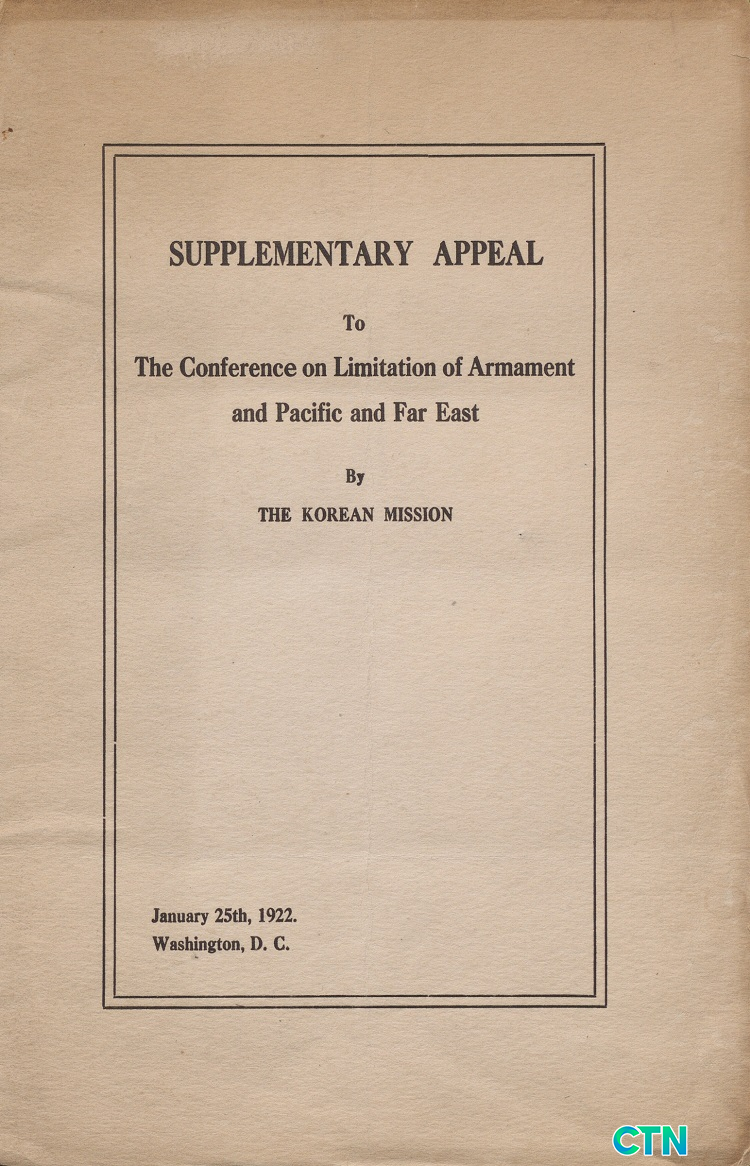 SUPPLEMENTARY APPEAL
To
The Conference on Limitation of Armament
and Pacific and Far East
By
THE KOREAN MISSION
January 25th, 1922.
Washington, D. C.
CTN